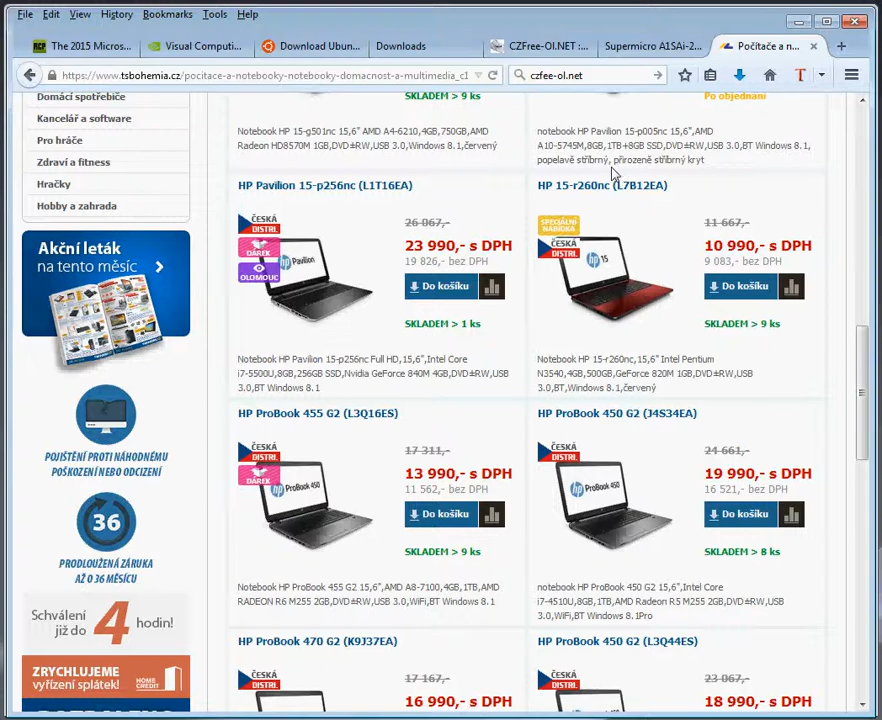 File Edit View History Bookmarks Tools Help
The 2015 Micros... Visual Computi... Download Ubun... Downloads CZFree-Ol.NET :... Supermicro A1SAi-2... Počítače a n...
https://www.tsbohemia.cz/pocitace-a-notebooky-notebooky-domacnost-a-multimedia_c1 czfee-ol.net
Domácí spotřebiče
Kancelář a software
Pro hráče
Zdraví a fitness
Hračky
Hobby a zahrada
Akční leták
na tento měsíc
POJIŠTĚNÍ PROTI NÁHODNÉMU
POŠKOZENÍ NEBO ODCIZENÍ
36
PRODLOUŽENÁ ZÁRUKA
AŽ O 36 MĚSÍCU
Schválení
již do 4 hodin!
ZRYCHLUJEME
vyřízení splátek!
HOME
CREDIT
SKLADEM > 9 ks
Notebook HP 15-g501nc 15,6" AMD A4-6210,4GB,750GB,AMD
Radeon HD8570M 1GB,DVD±RW,USB 3.0,Windows 8.1,červený
Po objednání
notebook HP Pavilion 15-p005nc 15,6",AMD
A10-5745M,8GB,1TB+8GB SSD,DVD±RW,USB 3.0,BT Windows 8.1,
popelavě stříbrný, přirozeně stříbrný kryt
HP Pavilion 15-p256nc (L1T16EA)
ČESKÁ
DISTRI.
DÁREK
OLOMOUC
Pavilion
26 067,-
23 990,- s DPH
19 826,- bez DPH
Do košíku
SKLADEM > 1 ks
Notebook HP Pavilion 15-p256nc Full HD,15,6",Intel Core
i7-5500U,8GB,256GB SSD,Nvidia GeForce 840M 4GB,DVD±RW,USB
3.0,BT Windows 8.1
HP 15-r260nc (L7B12EA)
SPECIÁLNÍ
NABÍDKA
ČESKÁ
DISTRI.
hp 15
11 667,-
10 990,- s DPH
9 083,- bez DPH
Do košíku
SKLADEM > 9 ks
Notebook HP 15-r260nc,15,6" Intel Pentium
N3540,4GB,500GB,GeForce 820M 1GB,DVD±RW,USB
3.0,BT,Windows 8.1,červený
HP ProBook 455 G2 (L3Q16ES)
ČESKÁ
DISTRI.
DÁREK
hp ProBook 450
17 311,-
13 990,- s DPH
11 562,- bez DPH
Do košíku
SKLADEM > 9 ks
Notebook HP ProBook 455 G2 15,6",AMD A8-7100,4GB,1TB,AMD
RADEON R6 M255 2GB,DVD±RW,USB 3.0,WiFi,BT Windows 8.1
HP ProBook 450 G2 (J4S34EA)
ČESKÁ
DISTRI.
hp ProBook 450
24 661,-
19 990,- s DPH
16 521,- bez DPH
Do košíku
SKLADEM > 8 ks
notebook HP ProBook 450 G2 15,6",Intel Core
i7-4510U,8GB,1TB,AMD Radeon R5 M255 2GB,DVD±RW,USB
3.0,WiFi,BT Windows 8.1Pro
HP ProBook 470 G2 (K9J37EA)
ČESKÁ
DISTRI.
17 167,-
16 990,- s DPH
HP ProBook 450 G2 (L3Q44ES)
ČESKÁ
DISTRI.
23 067,-
18 990,- s DPH